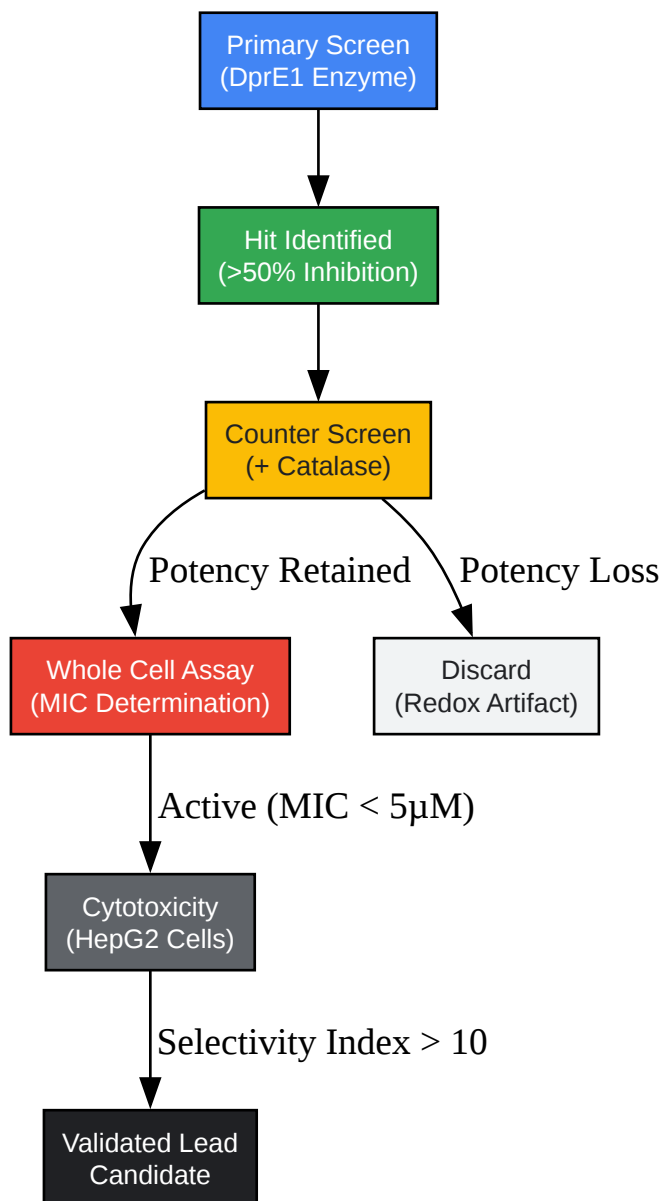 Primary Screen
(DprE1 Enzyme)
Hit Identified
(>50% Inhibition)
Counter Screen
(+ Catalase)
Potency Retained
Potency Loss
Whole Cell Assay
(MIC Determination)
Discard
(Redox Artifact)
Active (MIC < 5µM)
Cytotoxicity
(HepG2 Cells)
Selectivity Index > 10
Validated Lead
Candidate